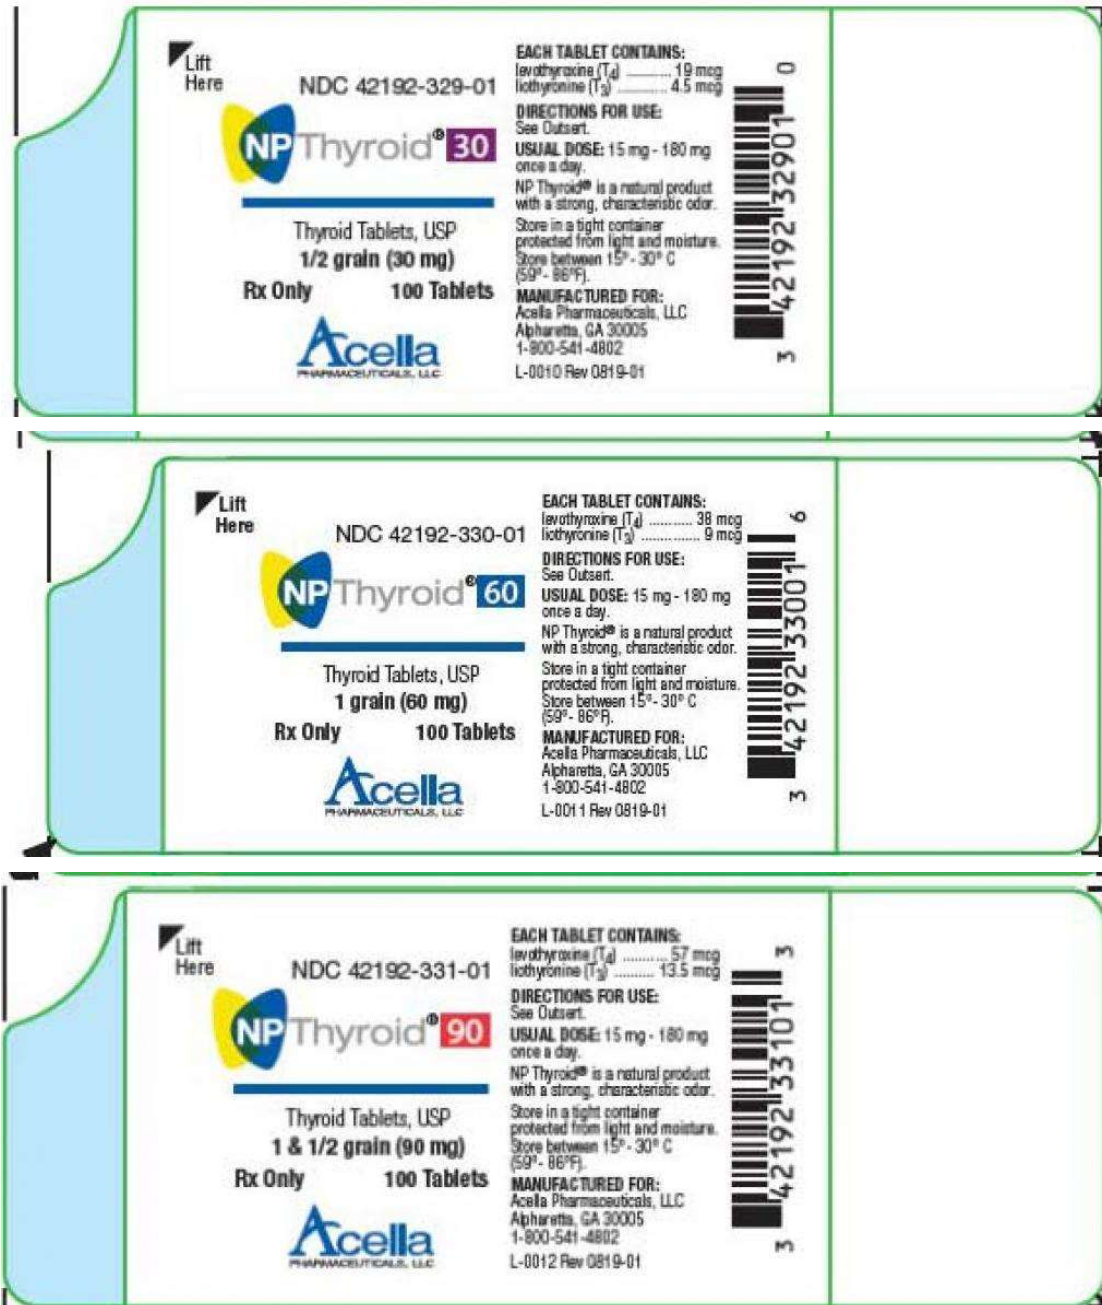 Lift
Here
NDC 42192-329-01
NP Thyroid® 30
Thyroid Tablets, USP
1/2 grain (30 mg)
Rx Only 100 Tablets
Acella
PHARMACEUTICALS, LLC
EACH TABLET CONTAINS:
levothyroxine (T4) ........... 19 mcg
liothyronine (T3) ............ 4.5 mcg
DIRECTIONS FOR USE:
See Outsert.
USUAL DOSE: 15 mg - 180 mg
once a day.
NP Thyroid® is a natural product
with a strong, characteristic odor.
Store in a tight container
protected from light and moisture.
Store between 15° - 30° C
(59° - 86°F).
MANUFACTURED FOR:
Acella Pharmaceuticals, LLC
Alpharetta, GA 30005
1-800-541-4802
L-0010 Rev 0819-01
3 42192 32901 0
Lift
Here
NDC 42192-330-01
NP Thyroid® 60
Thyroid Tablets, USP
1 grain (60 mg)
Rx Only 100 Tablets
Acella
PHARMACEUTICALS, LLC
EACH TABLET CONTAINS:
levothyroxine (T4) ........... 38 mcg
liothyronine (T3) ............... 9 mcg
DIRECTIONS FOR USE:
See Outsert.
USUAL DOSE: 15 mg - 180 mg
once a day.
NP Thyroid® is a natural product
with a strong, characteristic odor.
Store in a tight container
protected from light and moisture.
Store between 15° - 30° C
(59° - 86°F).
MANUFACTURED FOR:
Acella Pharmaceuticals, LLC
Alpharetta, GA 30005
1-800-541-4802
L-0011 Rev 0819-01
3 42192 33001 6
Lift
Here
NDC 42192-331-01
NP Thyroid® 90
Thyroid Tablets, USP
1 & 1/2 grain (90 mg)
Rx Only 100 Tablets
Acella
PHARMACEUTICALS, LLC
EACH TABLET CONTAINS:
levothyroxine (T4) ........... 57 mcg
liothyronine (T3) .......... 13.5 mcg
DIRECTIONS FOR USE:
See Outsert.
USUAL DOSE: 15 mg - 180 mg
once a day.
NP Thyroid® is a natural product
with a strong, characteristic odor.
Store in a tight container
protected from light and moisture.
Store between 15° - 30° C
(59° - 86°F).
MANUFACTURED FOR:
Acella Pharmaceuticals, LLC
Alpharetta, GA 30005
1-800-541-4802
L-0012 Rev 0819-01
3 42192 33101 3